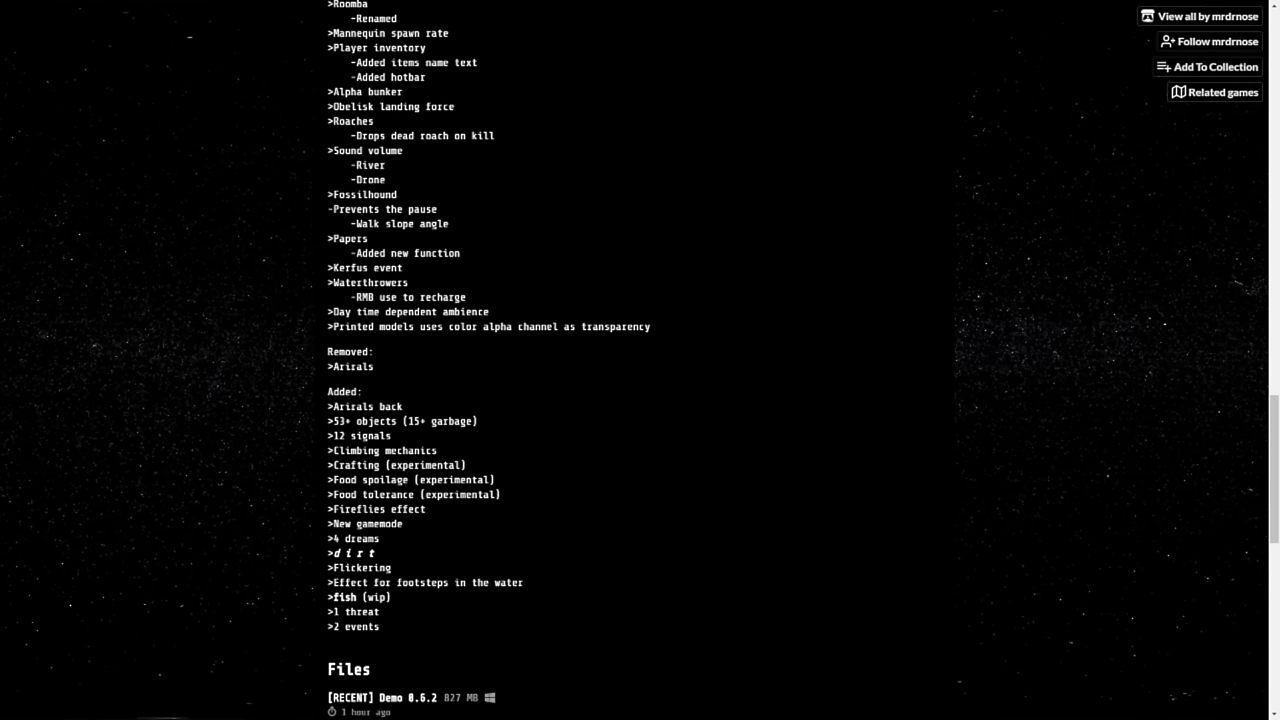 >Roomba
-Renamed
>Mannequin spawn rate
>Player inventory
-Added items name text
-Added hotbar
>Alpha bunker
>Obelisk landing force
>Roaches
-Drops dead roach on kill
>Sound volume
-River
-Drone
>Fossilhound
-Prevents the pause
-Walk slope angle
>Papers
-Added new function
>Kerfus event
>Waterthrowers
-RMB use to recharge
>Day time dependent ambience
>Printed models uses color alpha channel as transparency
Removed:
>Arirals
Added:
>Arirals back
>53+ objects (15+ garbage)
>12 signals
>Climbing mechanics
>Crafting (experimental)
>Food spoilage (experimental)
>Food tolerance (experimental)
>Fireflies effect
>New gamemode
>4 dreams
>d i r t
>Flickering
>Effect for footsteps in the water
>fish (wip)
>1 threat
>2 events
Files
[RECENT] Demo 0.6.2 827 MB
1 hour ago
View all by mrdrnose
Follow mrdrnose
Add To Collection
Related games